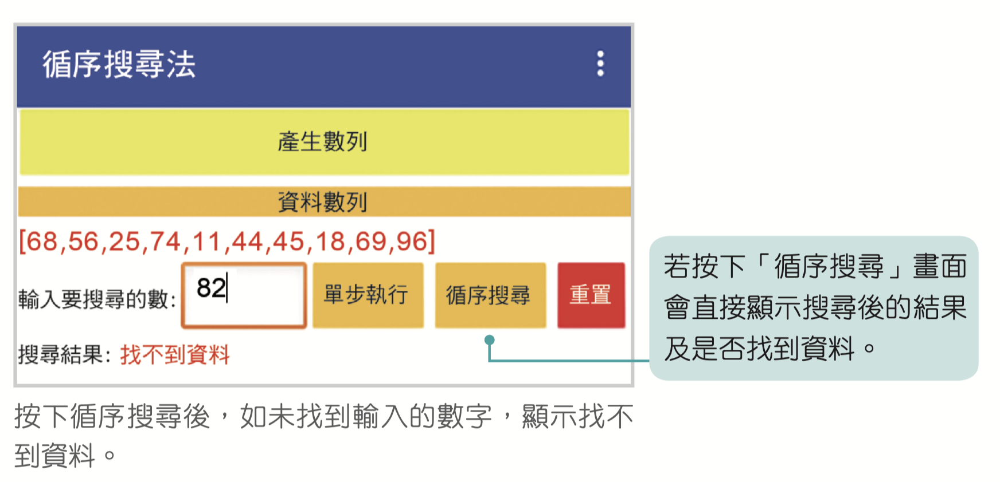 循序搜尋法
產生數列
資料數列
[68,56,25,74,11,44,45,18,69,96]
輸入要搜尋的數: 82 單步執行 循序搜尋 重置
搜尋結果: 找不到資料
若按下「循序搜尋」畫面
會直接顯示搜尋後的結果
及是否找到資料。
按下循序搜尋後，如未找到輸入的數字，顯示找不
到資料。